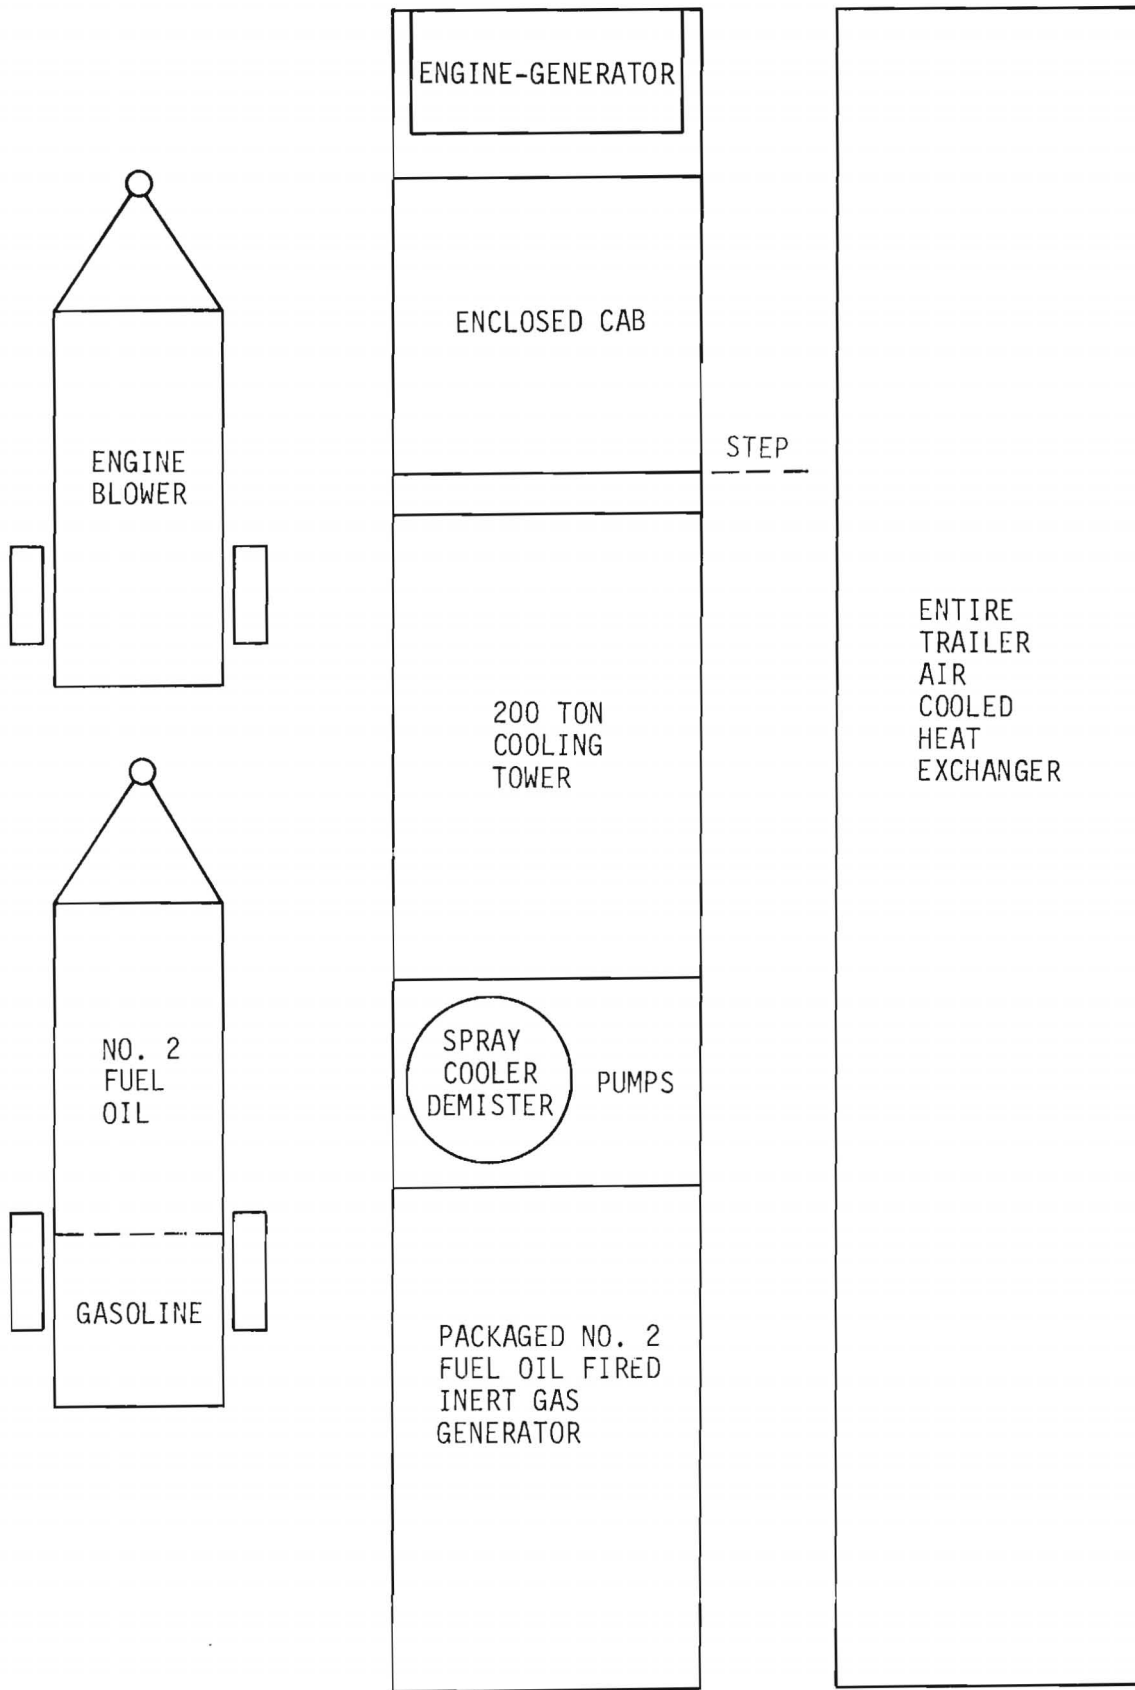 ENGINE-GENERATOR
ENCLOSED CAB
STEP
ENGINE
BLOWER
200 TON
COOLING
TOWER
ENTIRE
TRAILER
AIR
COOLED
HEAT
EXCHANGER
NO. 2
FUEL
OIL
GASOLINE
SPRAY
COOLER
DEMISTER
PUMPS
PACKAGED NO. 2
FUEL OIL FIRED
INERT GAS
GENERATOR